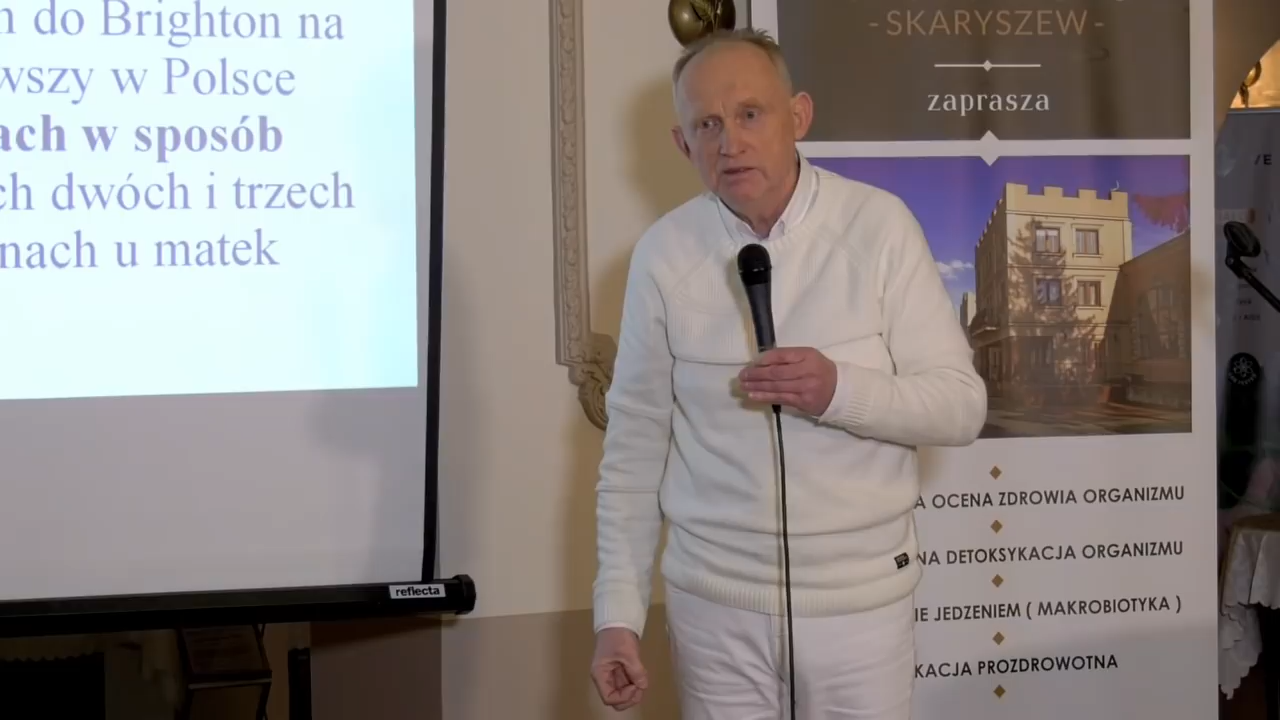 do Brighton na
wszy w Polsce
ach w sposób
ch dwóch i trzech
nach u matek
reflecta
- SKARYSZEW -
zaprasza
A OCENA ZDROWIA ORGANIZMU
NA DETOKSYKACJA ORGANIZMU
IE JEDZENIEM ( MAKROBIOTYKA )
KACJA PROZDROWOTNA